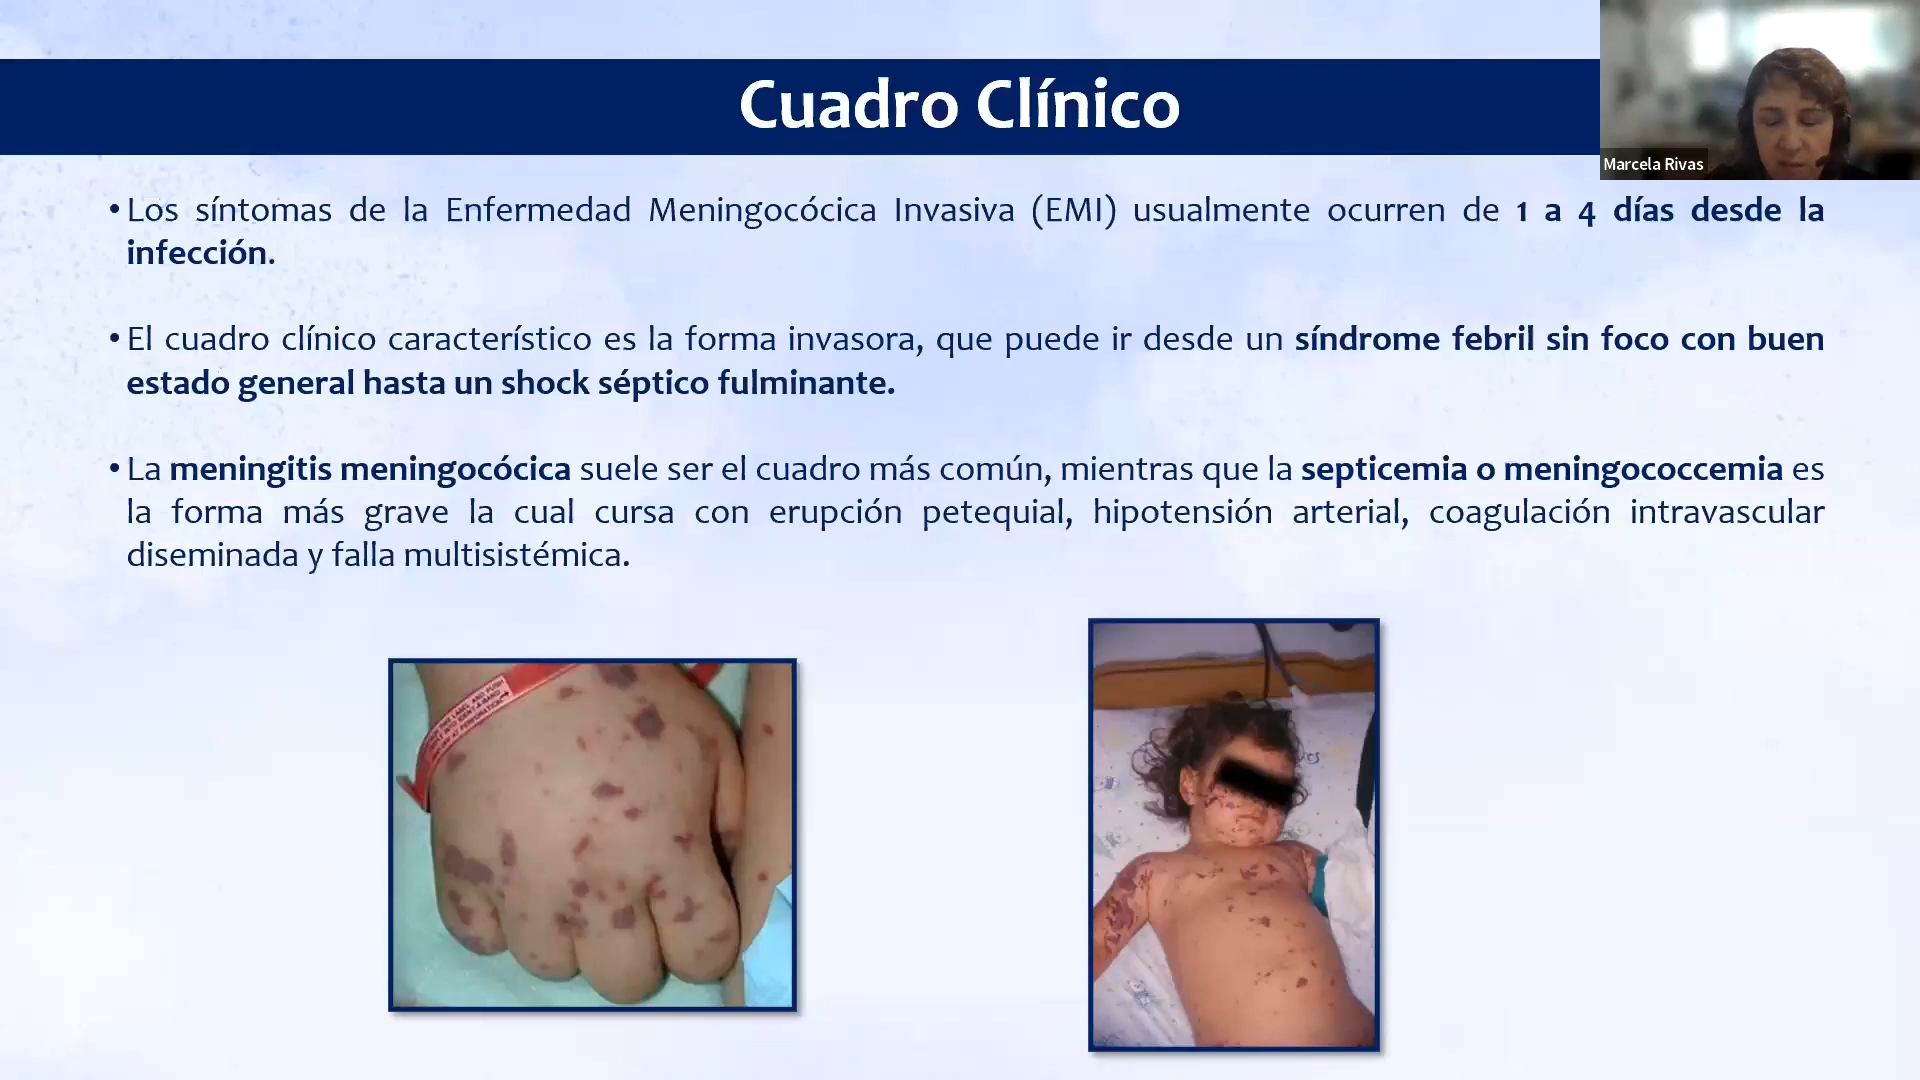 Cuadro Clínico
Marcela Rivas
• Los síntomas de la Enfermedad Meningocócica Invasiva (EMI) usualmente ocurren de 1 a 4 días desde la
infección.
• El cuadro clínico característico es la forma invasora, que puede ir desde un síndrome febril sin foco con buen
estado general hasta un shock séptico fulminante.
• La meningitis meningocócica suele ser el cuadro más común, mientras que la septicemia o meningococcemia es
la forma más grave la cual cursa con erupción petequial, hipotensión arterial, coagulación intravascular
diseminada y falla multisistémica.